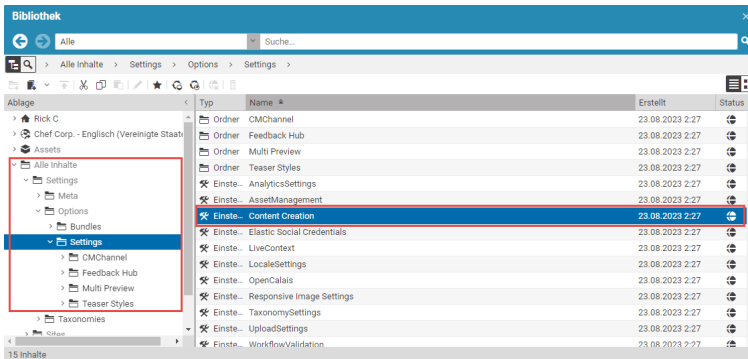 Bibliothek
Alle
Suche...
> Alle Inhalte > Settings > Options > Settings >
Ablage
Typ Name Erstellt Status
Rick C
Chef Corp. - Englisch (Vereinigte Staate
Assets
Alle Inhalte
Settings
Meta
Options
Bundles
Settings
CMChannel
Feedback Hub
Multi Preview
Teaser Styles
Taxonomies
Sites
Ordner CMChannel 23.08.2023 2:27
Ordner Feedback Hub 23.08.2023 2:27
Ordner Multi Preview 23.08.2023 2:27
Ordner Teaser Styles 23.08.2023 2:27
Einste... AnalyticsSettings 23.08.2023 2:27
Einste... AssetManagement 23.08.2023 2:27
Einste... Content Creation 23.08.2023 2:27
Einste... Elastic Social Credentials 23.08.2023 2:27
Einste... LiveContext 23.08.2023 2:27
Einste... LocaleSettings 23.08.2023 2:27
Einste... OpenCalais 23.08.2023 2:27
Einste... Responsive Image Settings 23.08.2023 2:27
Einste... TaxonomySettings 23.08.2023 2:27
Einste... UploadSettings 23.08.2023 2:27
Einste... WorkflowValidation 23.08.2023 2:27
15 Inhalte